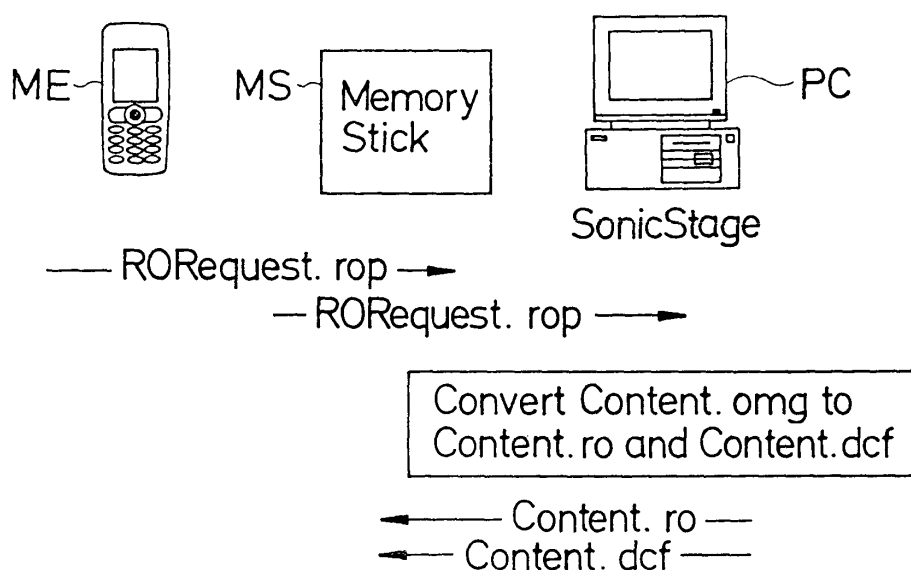 ME
MS
Memory
Stick
PC
SonicStage
RORequest. rop
RORequest. rop
Convert Content. omg to
Content. ro and Content.dcf
Content. ro
Content. dcf